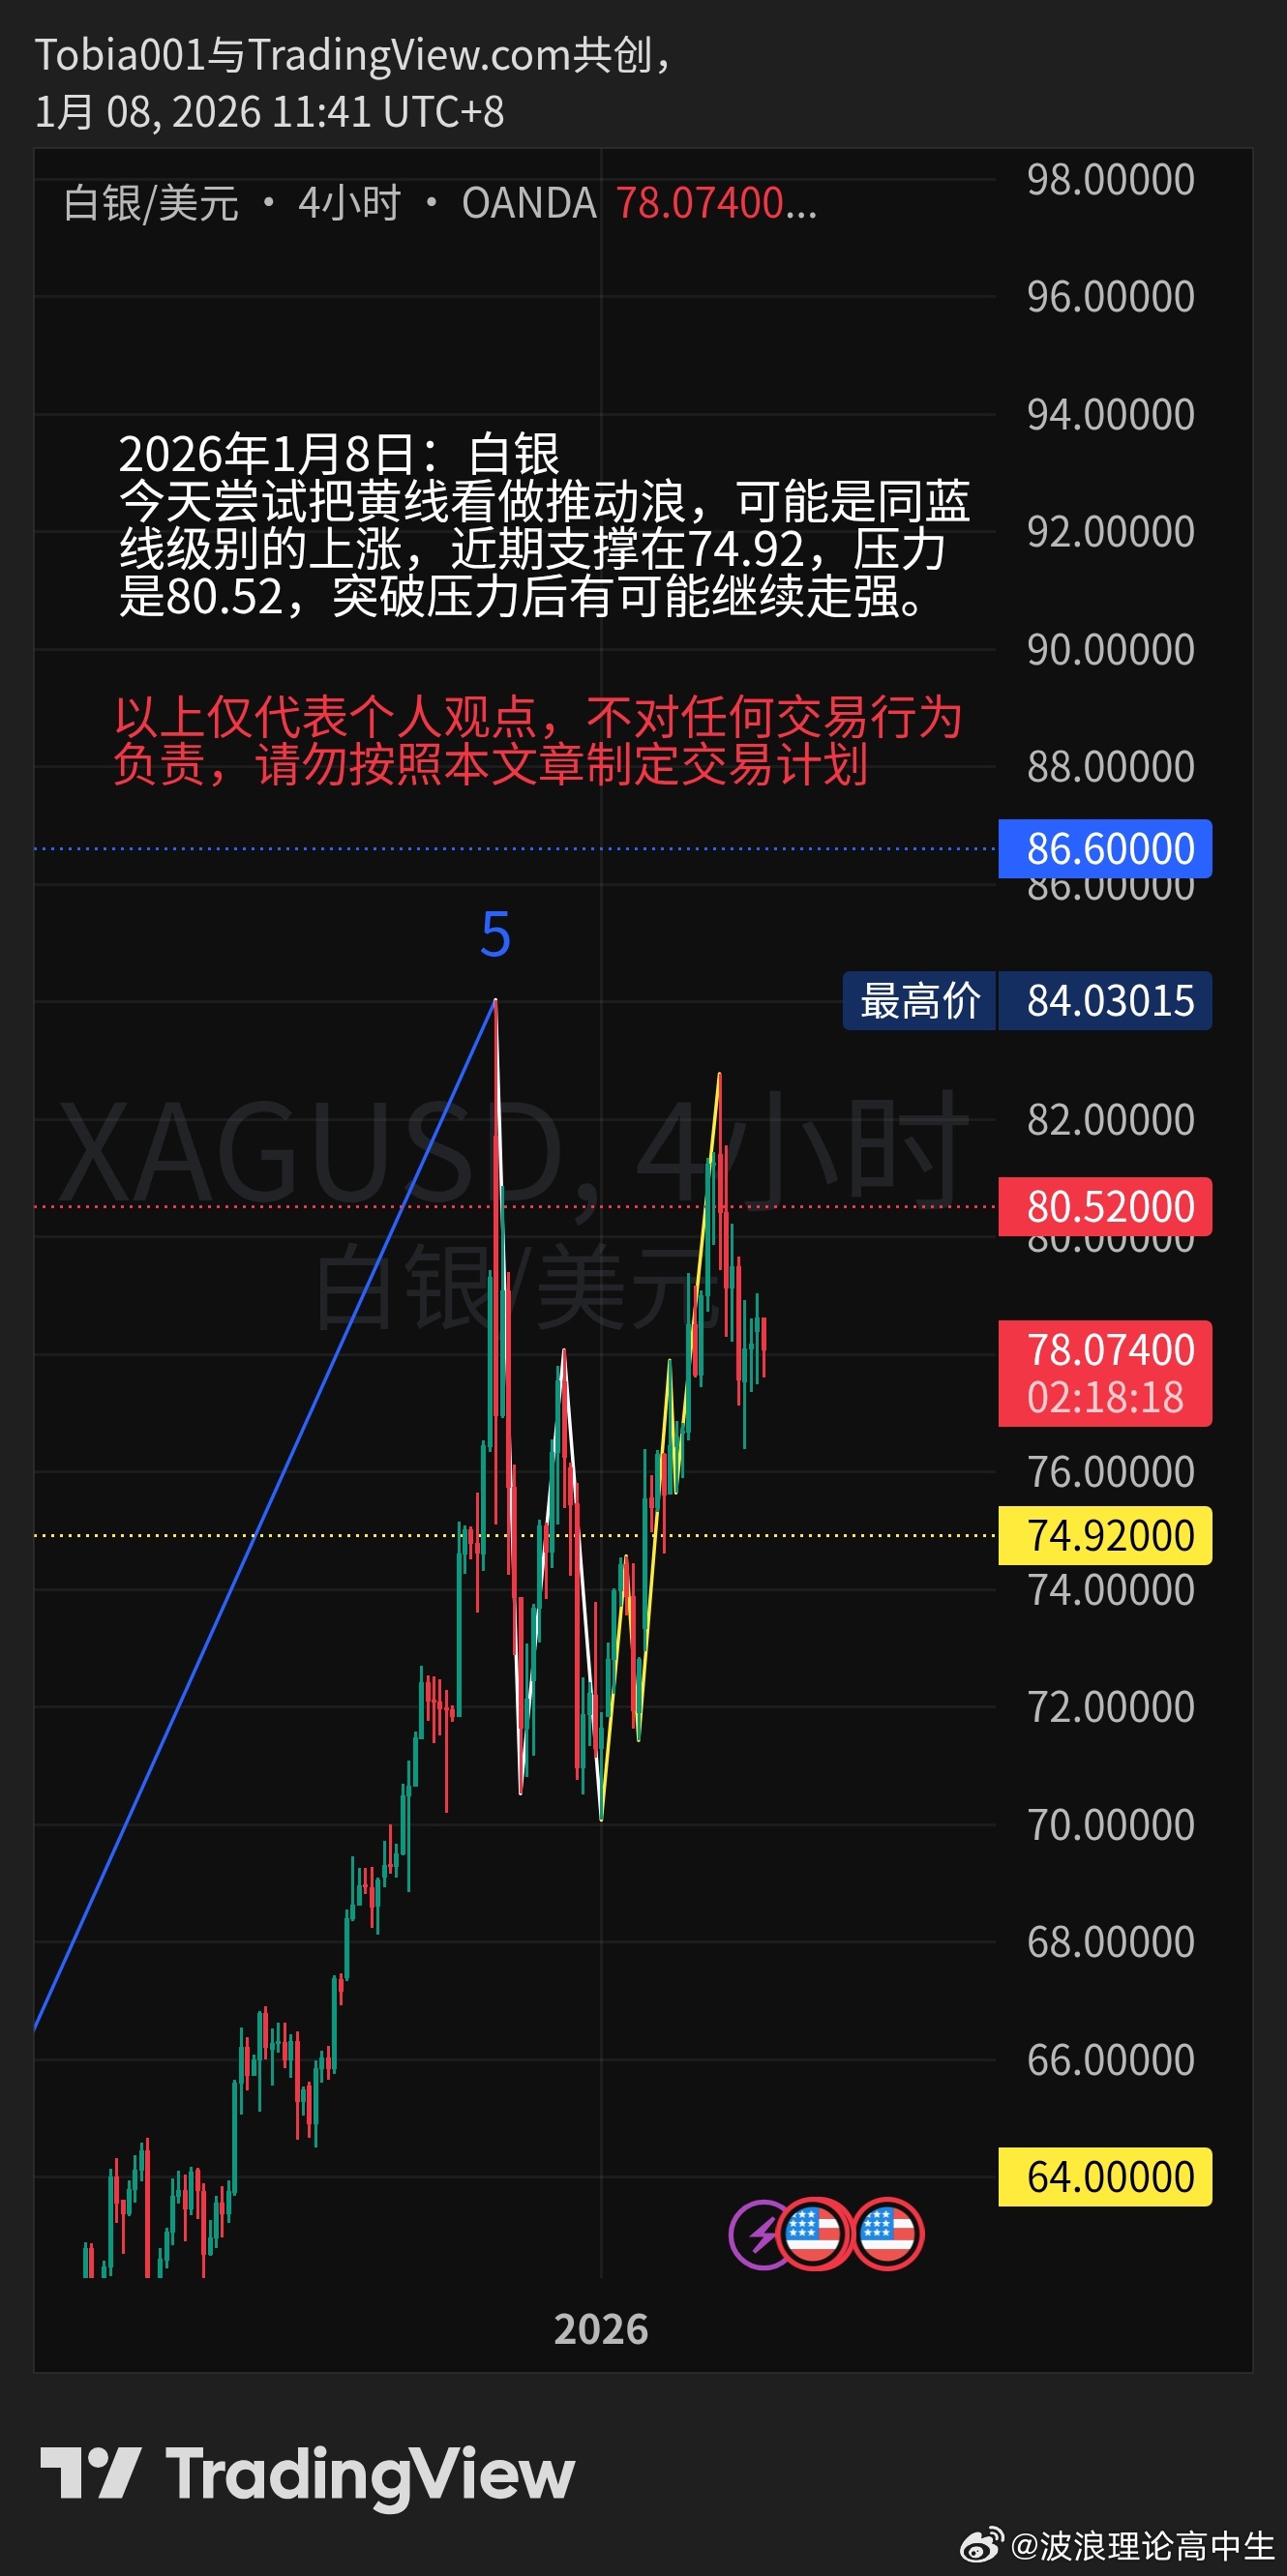 Tobia001与TradingView.com共创，
1月 08, 2026 11:41 UTC+8
白银/美元 • 4小时 • OANDA 78.07400...
98.00000
96.00000
94.00000
2026年1月8日：白银
今天尝试把黄线看做推动浪，可能是同蓝
线级别的上涨，近期支撑在74.92，压力
是80.52，突破压力后有可能继续走强。
92.00000
90.00000
以上仅代表个人观点，不对任何交易行为
负责，请勿按照本文章制定交易计划
88.00000
86.60000
86.00000
5
最高价 84.03015
XAGUSD, 4小时
白银/美元
82.00000
80.52000
80.00000
78.07400
02:18:18
76.00000
74.92000
74.00000
72.00000
70.00000
68.00000
66.00000
64.00000
2026
TradingView
@波浪理论高中生